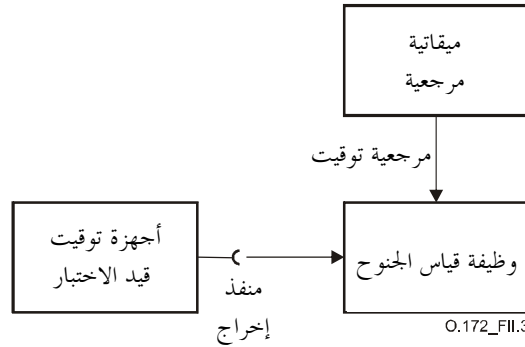 ميقاتية
مرجعية
مرجعية توقيت
أجهزة توقيت
قيد الاختبار
وظيفة قياس الجنوح
منفذ
إخراج
O.172_FII.3